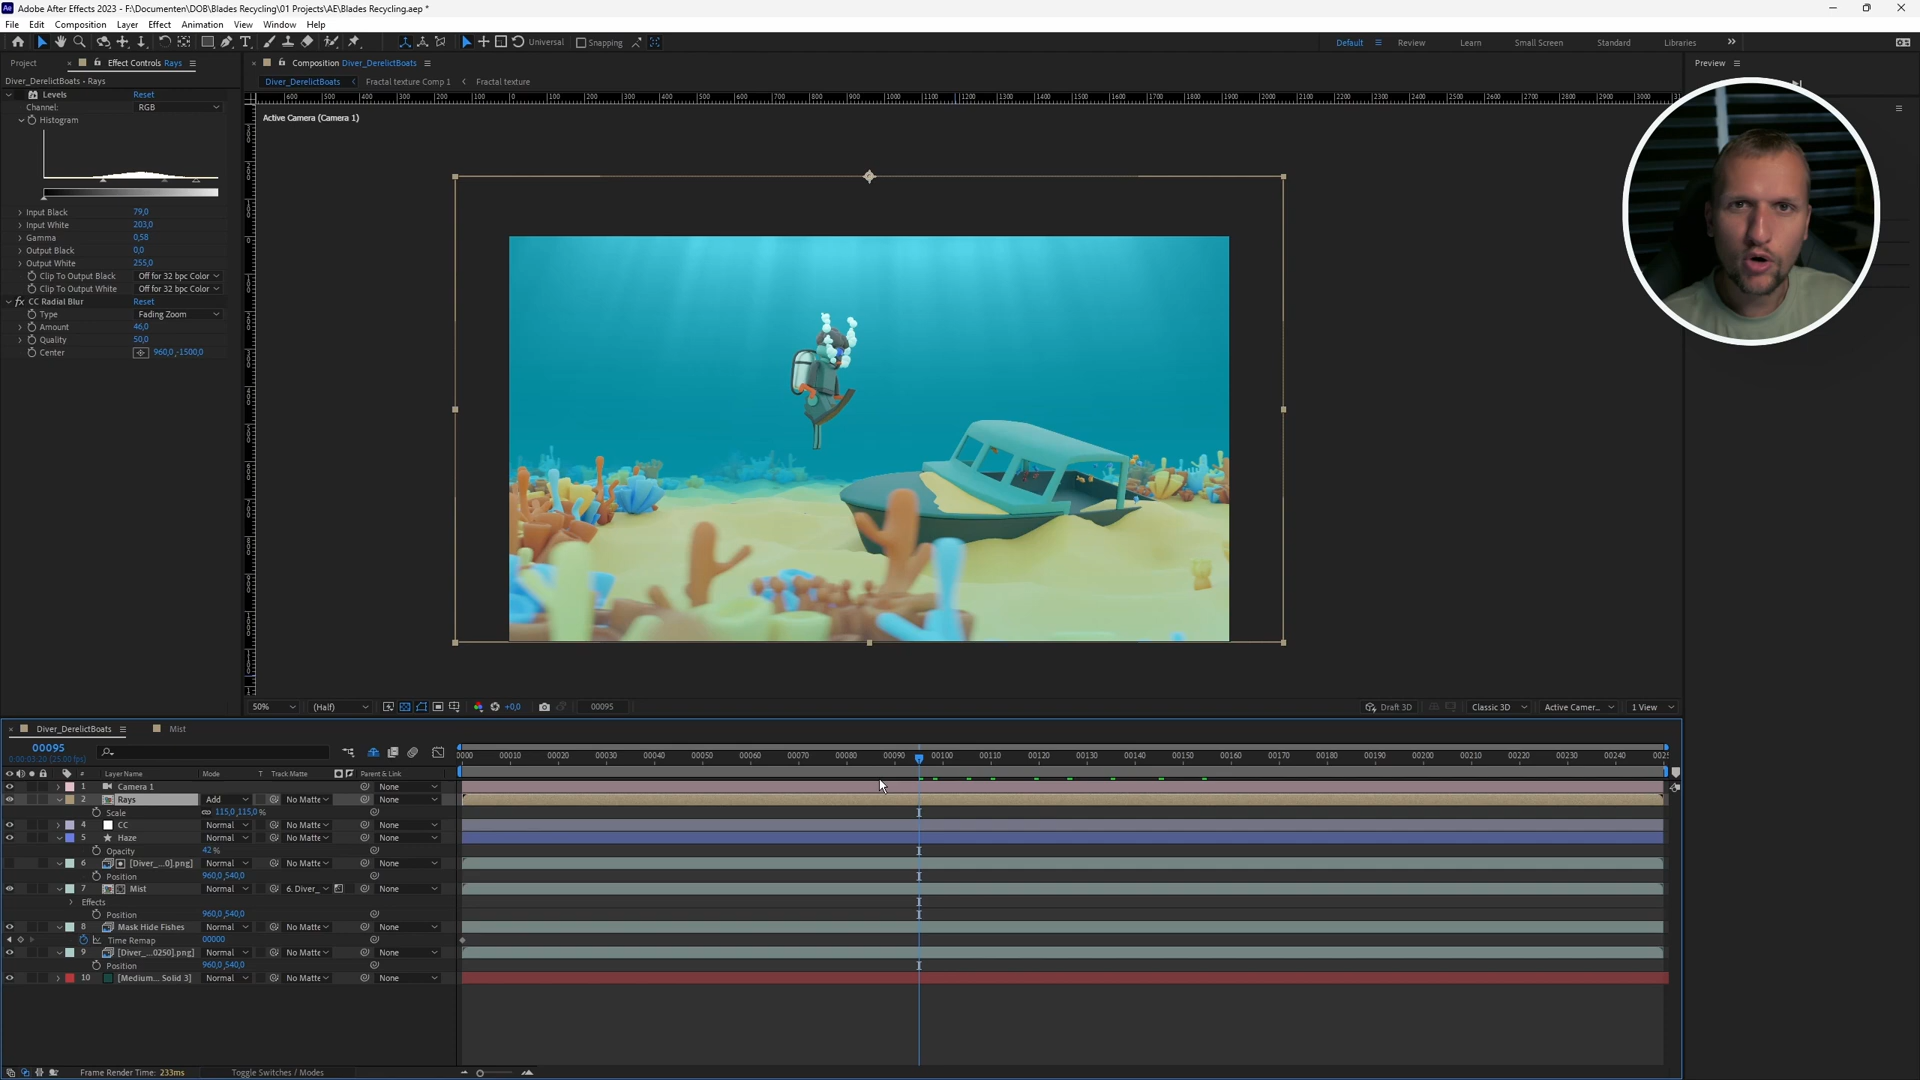 Adobe After Effects 2023 - F:\Documenten\DOB\Blades Recycling\01 Projects\AE\Blades Recycling.aep *
File Edit Composition Layer Effect Animation View Window Help
Universal Snapping Default Review Learn Small Screen Standard Libraries
Project Effect Controls Rays Composition Diver_DerelictBoats Preview
Diver_DerelictBoats • Rays
Diver_DerelictBoats Fractal texture Comp 1 Fractal texture
Levels Reset
Channel: RGB
Histogram
Active Camera (Camera 1)
Input Black 79,0
Input White 203,0
Gamma 0,58
Output Black 0,0
Output White 255,0
Clip To Output Black Off for 32 bpc Color
Clip To Output White Off for 32 bpc Color
CC Radial Blur Reset
Type Fading Zoom
Amount 46,0
Quality 50,0
Center 960,0,-1500,0
50% (Half) +0,0 00095 Draft 3D Classic 3D Active Camer... 1 View
Diver_DerelictBoats Mist
00095
0:00:03:20 (25.00 fps)
0000 00010 00020 00030 00040 00050 00060 00070 00080 00090 00100 00110 00120 00130 00140 00150 00160 00170 00180 00190 00200 00210 00220 00230 00240 0025
# Layer Name Mode T Track Matte Parent & Link
1 Camera 1 None
2 Rays Add No Matte None
Scale 115,0,115,0%
4 CC Normal No Matte None
5 Haze Normal No Matte None
Opacity 42%
6 [Diver_...0].png] Normal No Matte None
Position 960,0,540,0
7 Mist Normal 6. Diver_ None
Effects
Position 960,0,540,0
8 Mask Hide Fishes Normal No Matte None
Time Remap 00000
9 [Diver_...0250].png] Normal No Matte None
Position 960,0,540,0
10 [Medium... Solid 3] Normal No Matte None
Frame Render Time: 233ms Toggle Switches / Modes